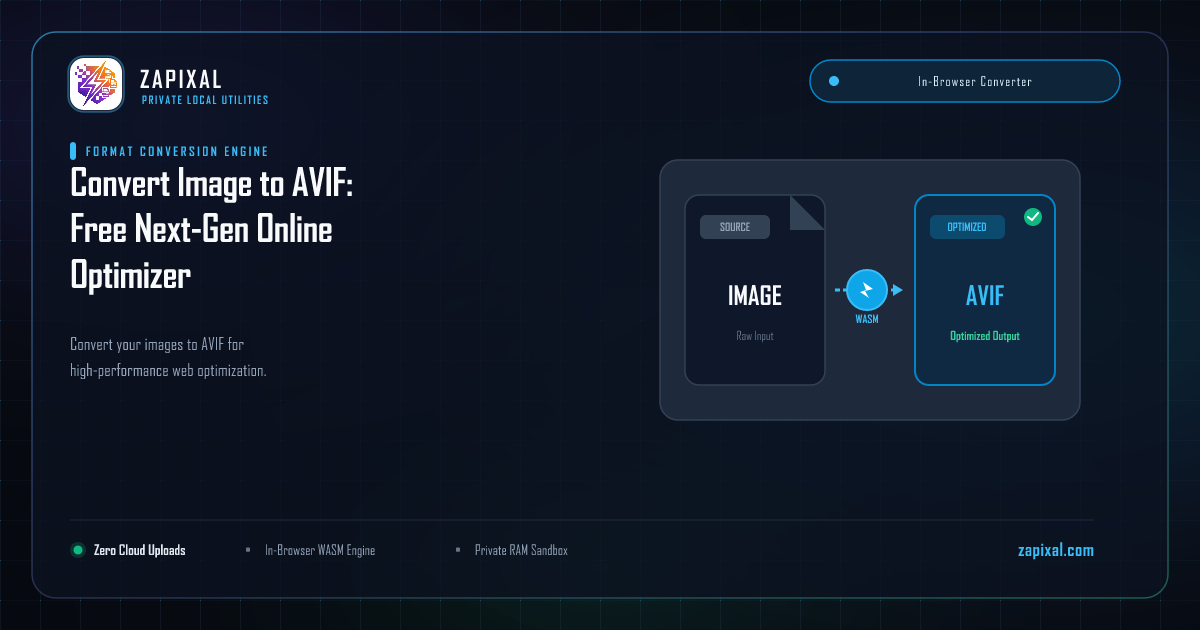 ZAPIXAL
PRIVATE LOCAL UTILITIES
In-Browser Converter
FORMAT CONVERSION ENGINE
Convert Image to AVIF:
Free Next-Gen Online
Optimizer
Convert your images to AVIF for
high-performance web optimization.
SOURCE
IMAGE
Raw Input
WASM
OPTIMIZED
AVIF
Optimized Output
Zero Cloud Uploads
In-Browser WASM Engine
Private RAM Sandbox
zapixal.com